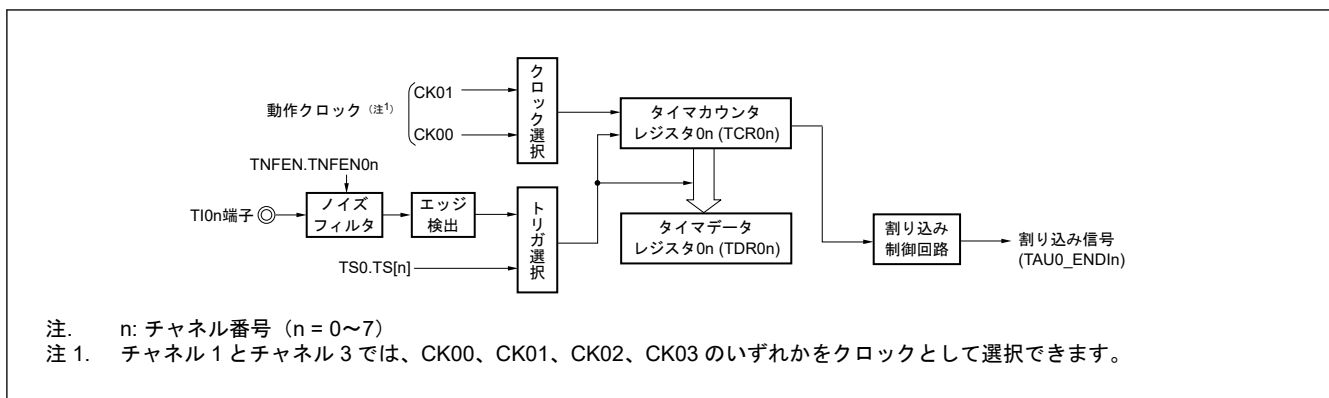 動作クロック（注1）
CK01
CK00
クロック選択
タイマカウンタ
レジスタ0n (TCR0n)
TNFEN.TNFEN0n
TI0n端子
ノイズ
フィルタ
エッジ
検出
TS0.TS[n]
トリガ選択
タイマデータ
レジスタ0n (TDR0n)
割り込み
制御回路
割り込み信号
(TAU0_ENDIn)
注. n: チャネル番号（n = 0～7）
注 1. チャネル 1 とチャネル 3 では、CK00、CK01、CK02、CK03 のいずれかをクロックとして選択できます。